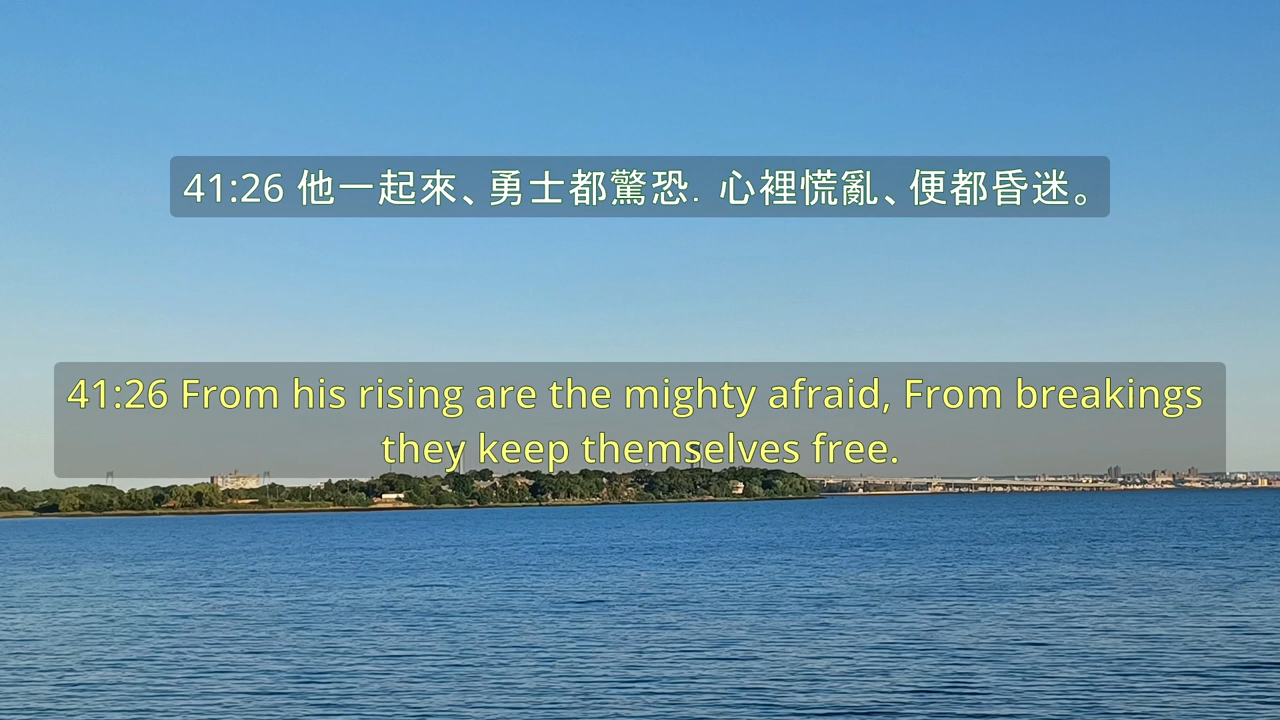 41:26 他一起來、勇士都驚恐．心裡慌亂、便都昏迷。
41:26 From his rising are the mighty afraid, From breakings
they keep themselves free.